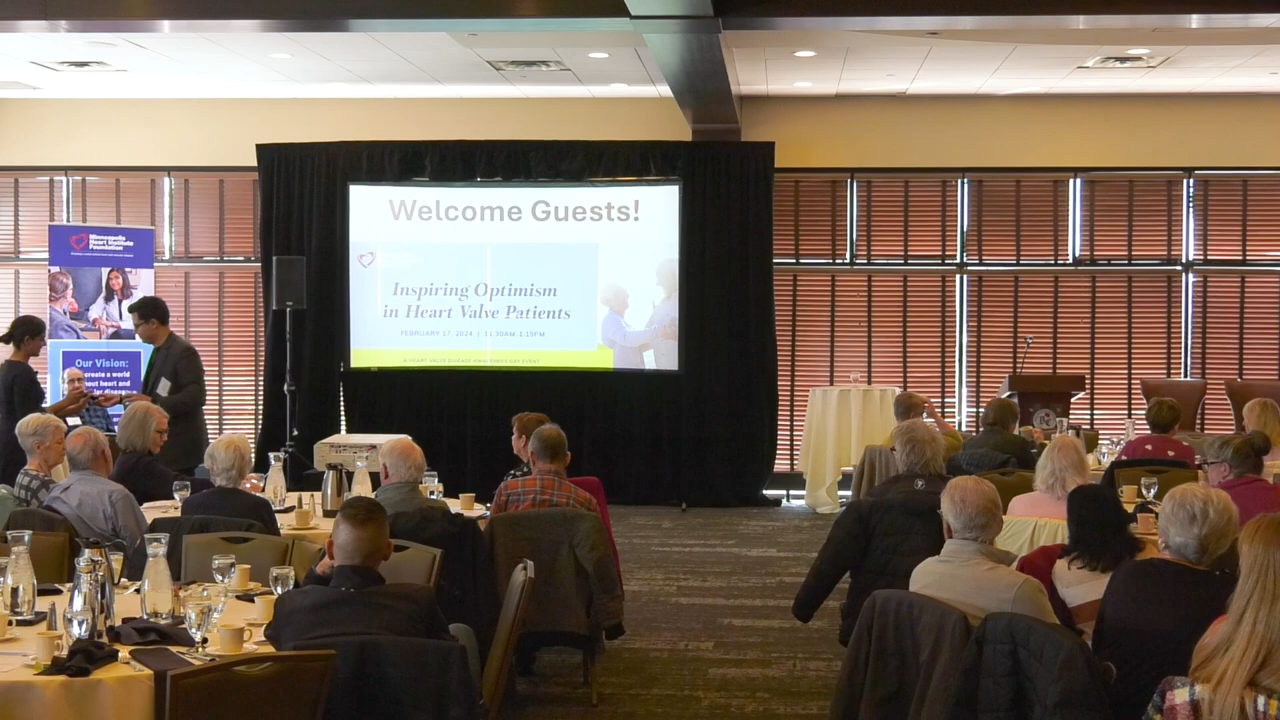 Welcome Guests!
Minneapolis
Heart Institute
Foundation
Inspiring Optimism
in Heart Valve Patients
FEBRUARY 17, 2024 | 11:30AM-1:15PM
A HEART VALVE DISEASE AWARENESS DAY EVENT
Our Vision:
create a world
out heart and
disease